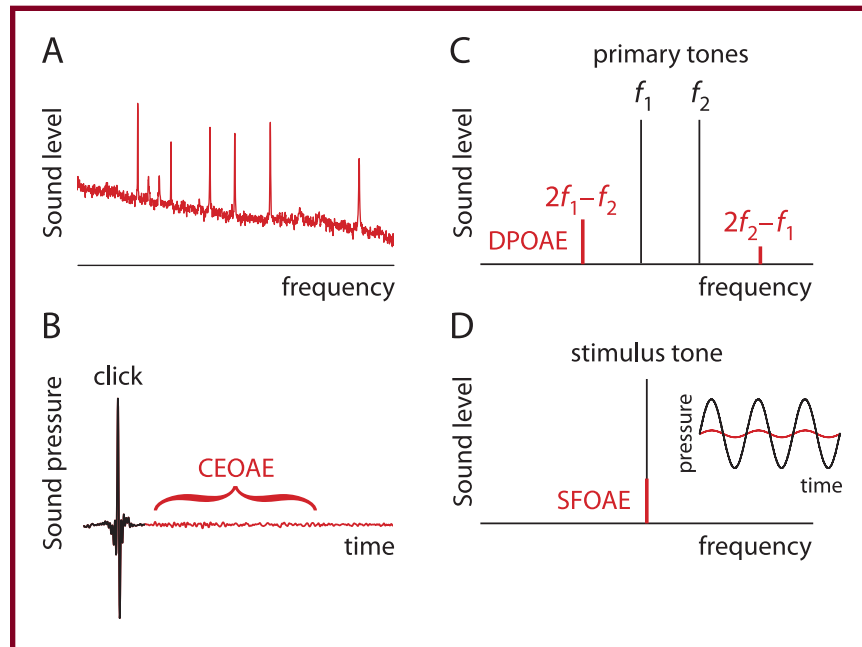 A
Sound level
frequency
B
click
Sound pressure
CEOAE
time
C
primary tones
f₁ f₂
Sound level
2f₁–f₂
2f₂–f₁
DPOAE
frequency
D
stimulus tone
Sound level
pressure
time
SFOAE
frequency